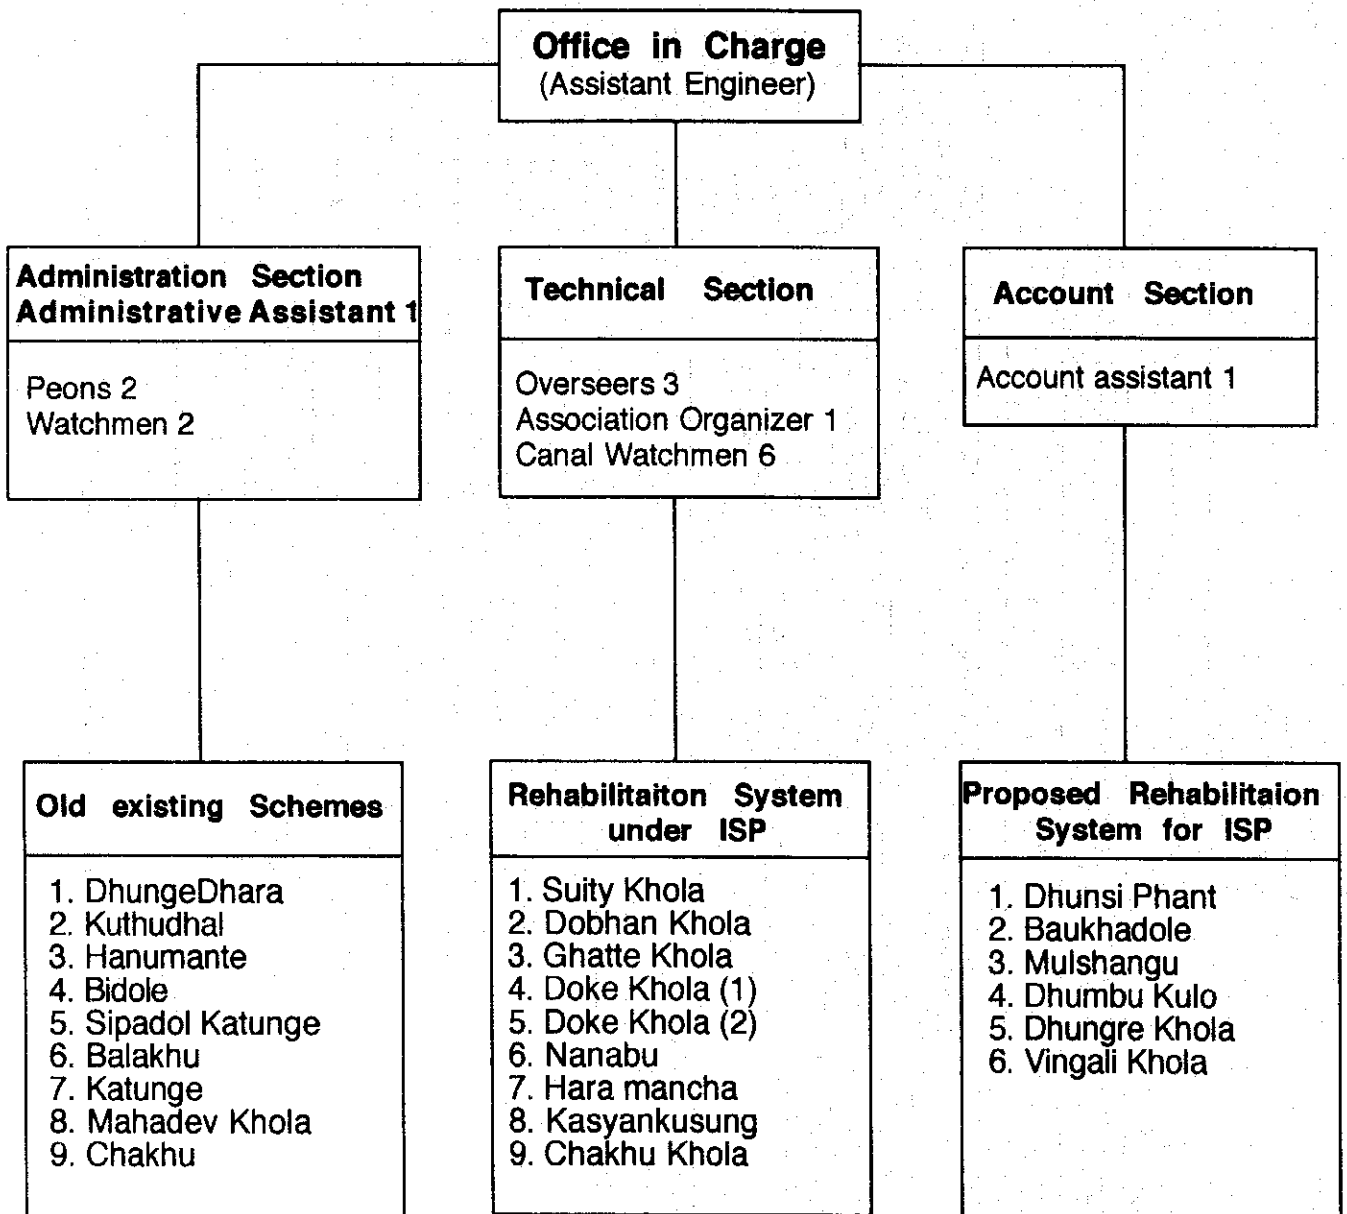 Office in Charge
(Assistant Engineer)
Administration Section
Administrative Assistant 1
Peons 2
Watchmen 2
Technical Section
Overseers 3
Association Organizer 1
Canal Watchmen 6
Account Section
Account assistant 1
Old existing Schemes
1. DhungeDhara
2. Kuthudhal
3. Hanumante
4. Bidole
5. Sipadol Katunge
6. Balakhu
7. Katunge
8. Mahadev Khola
9. Chakhu
Rehabilitaiton System
under ISP
1. Suity Khola
2. Dobhan Khola
3. Ghatte Khola
4. Doke Khola (1)
5. Doke Khola (2)
6. Nanabu
7. Hara mancha
8. Kasyankusung
9. Chakhu Khola
Proposed Rehabilitaion
System for ISP
1. Dhunsi Phant
2. Baukhadole
3. Mulshangu
4. Dhumbu Kulo
5. Dhungre Khola
6. Vingali Khola